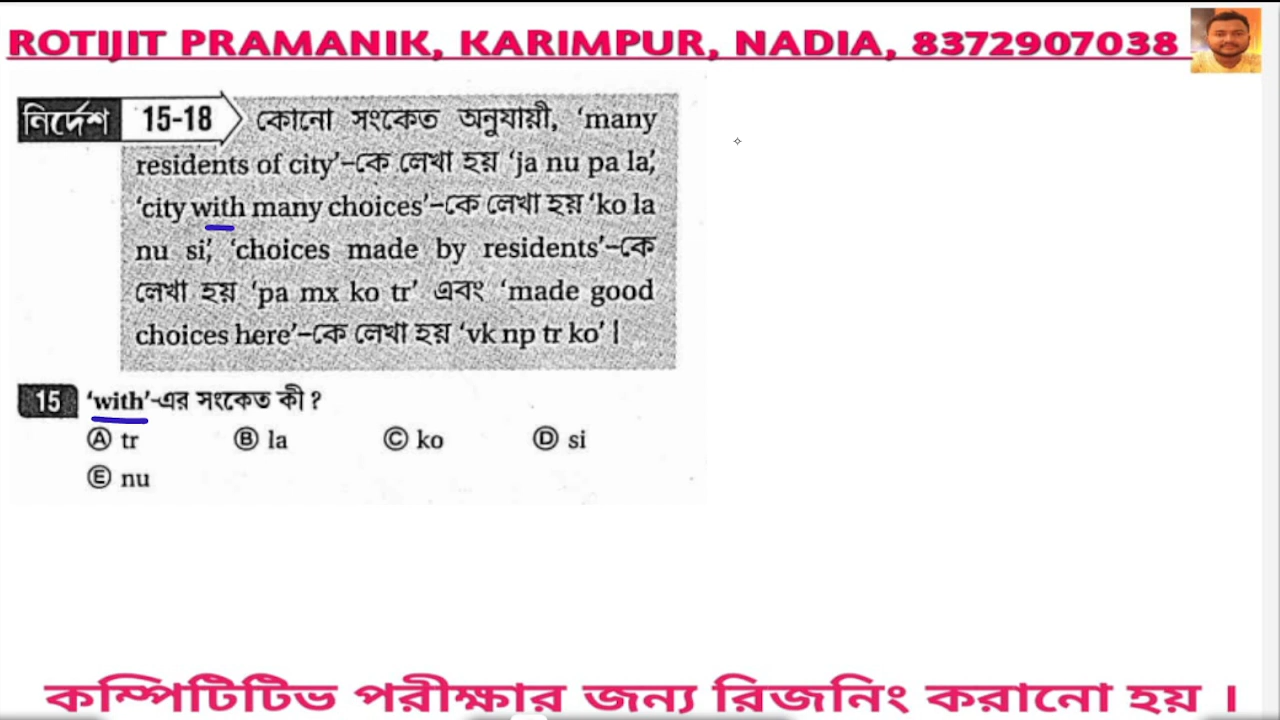 ROTIJIT PRAMANIK, KARIMPUR, NADIA, 8372907038
নির্দেশ 15-18 কোনো সংকেত অনুযায়ী, ‘many
residents of city’-কে লেখা হয় ‘ja nu pa la’,
‘city with many choices’-কে লেখা হয় ‘ko la
nu si’, ‘choices made by residents’-কে
লেখা হয় ‘pa mx ko tr’ এবং ‘made good
choices here’-কে লেখা হয় ‘vk np tr ko’ |
15 ‘with’-এর সংকেত কী ?
Ⓐ tr Ⓑ la Ⓒ ko Ⓓ si
Ⓔ nu
কম্পিটিটিভ পরীক্ষার জন্য রিজনিং করানো হয় ।